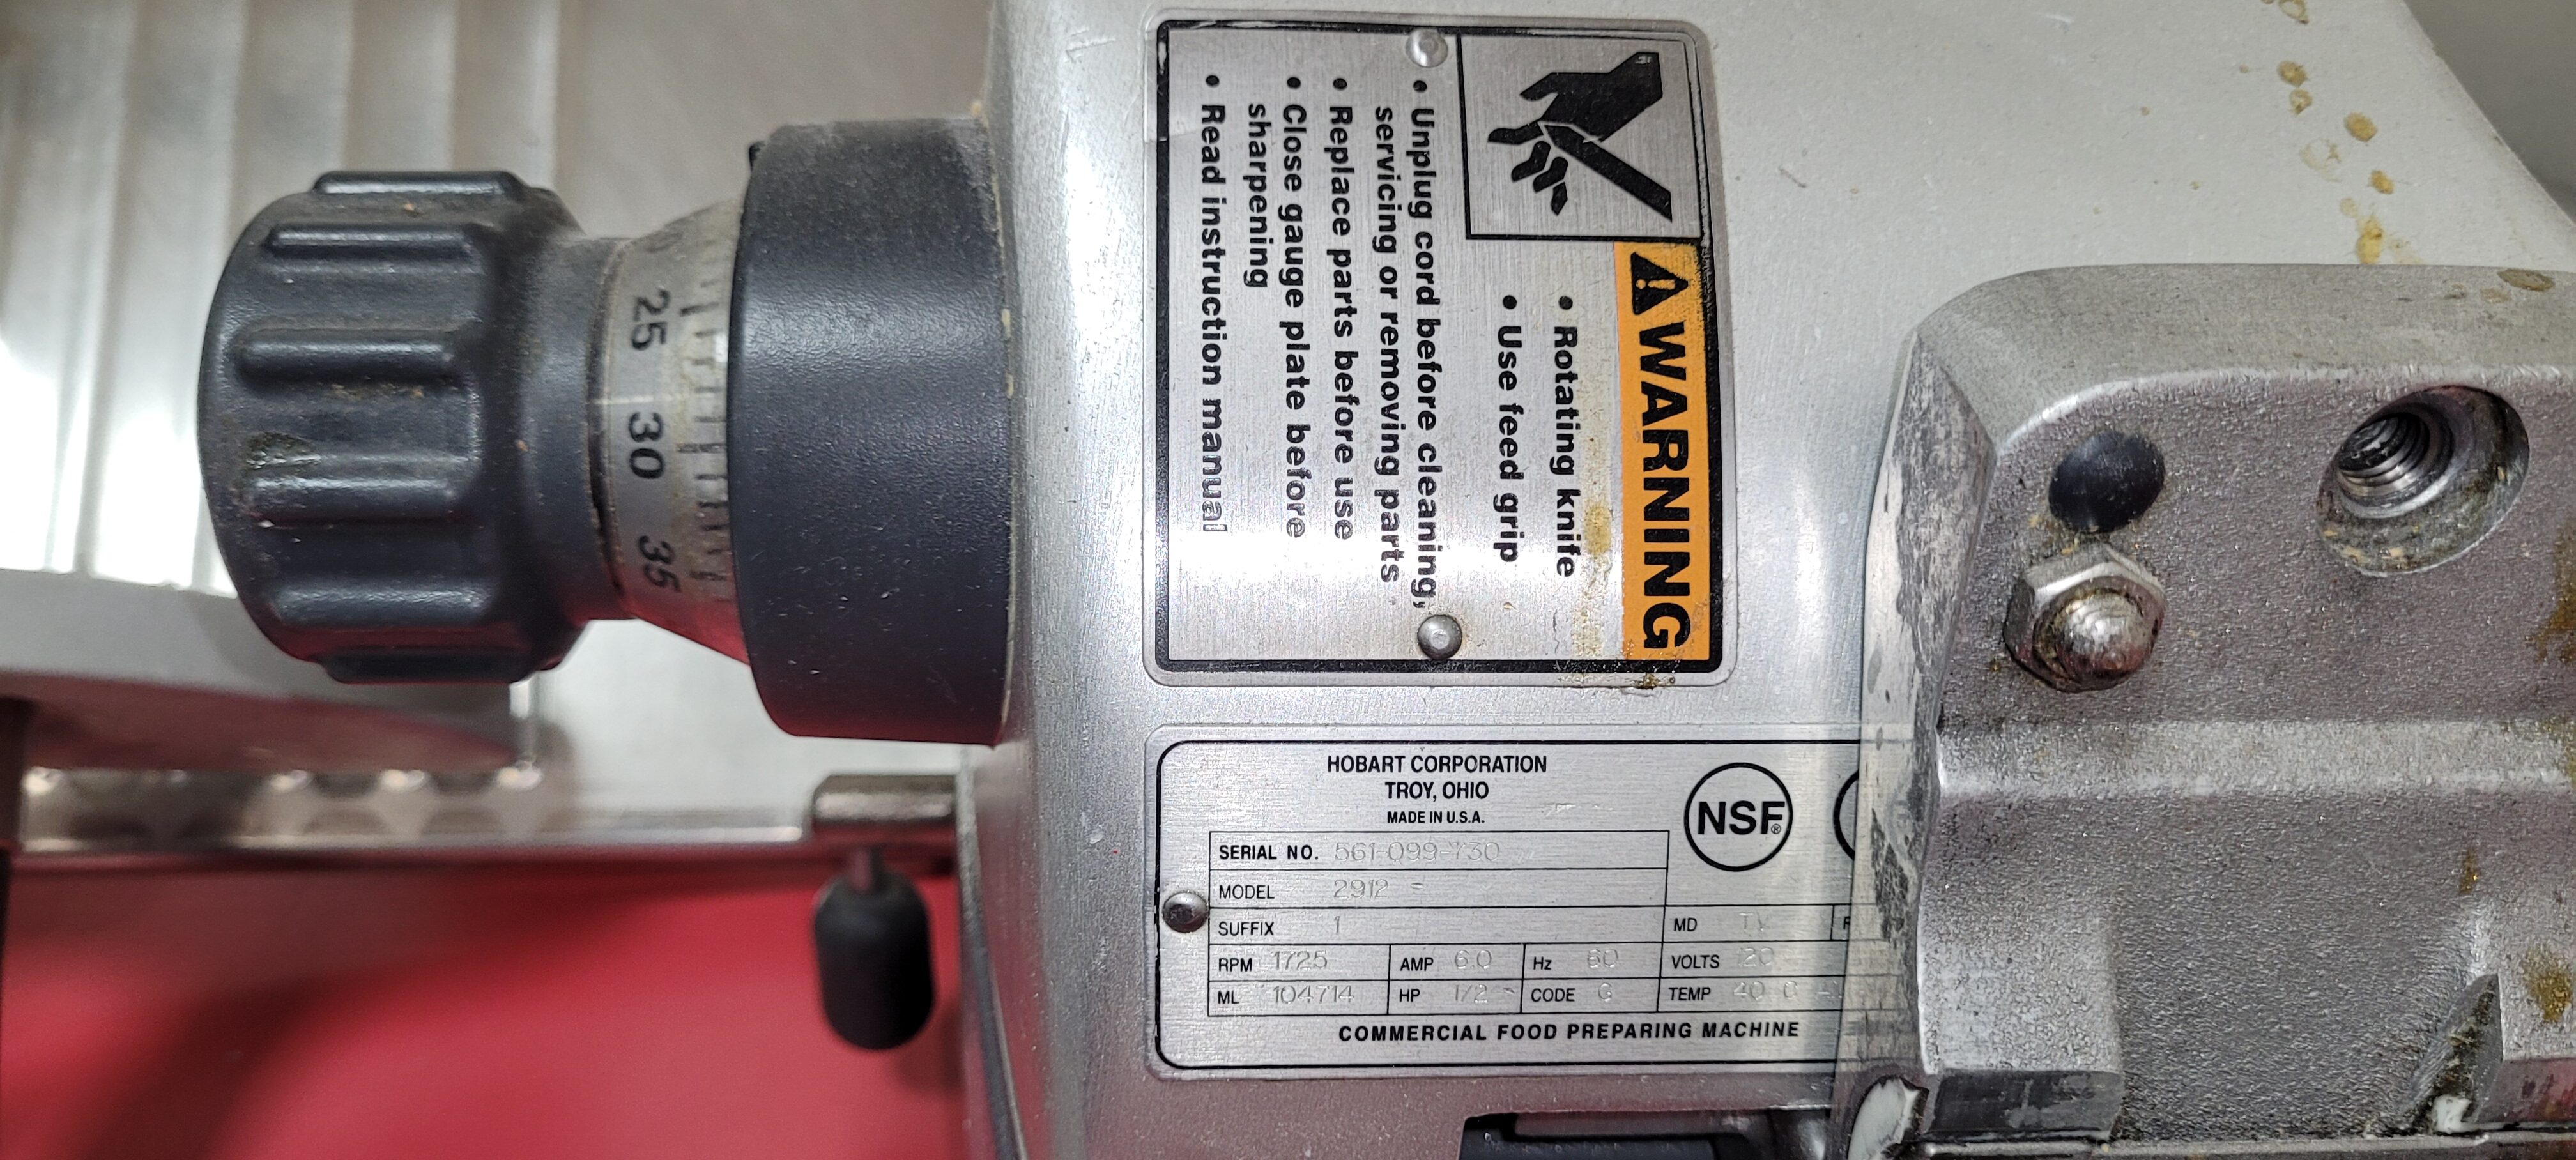 WARNING
• Rotating knife
• Use feed grip
• Unplug cord before cleaning,
servicing or removing parts
• Replace parts before use
• Close gauge plate before
sharpening
• Read instruction manual
25 30 35
HOBART CORPORATION
TROY, OHIO
MADE IN U.S.A.
NSF®
SERIAL NO. 561-099-730
MODEL 2912
SUFFIX 1 MD
RPM 1725 AMP 6.0 Hz 60 VOLTS
ML 104714 HP 1/2 CODE G TEMP 40 C
COMMERCIAL FOOD PREPARING MACHINE